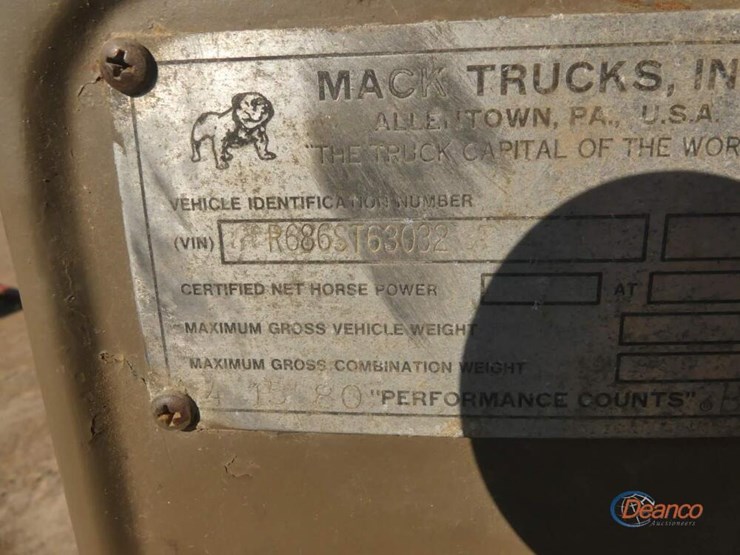 MACK TRUCKS, IN
ALLENTOWN, PA., U.S.A.
"THE TRUCK CAPITAL OF THE WOR
VEHICLE IDENTIFICATION NUMBER
(VIN) R686ST63032
CERTIFIED NET HORSE POWER AT
MAXIMUM GROSS VEHICLE WEIGHT
MAXIMUM GROSS COMBINATION WEIGHT
4 15 80 "PERFORMANCE COUNTS"
Deanco
Auctioneers